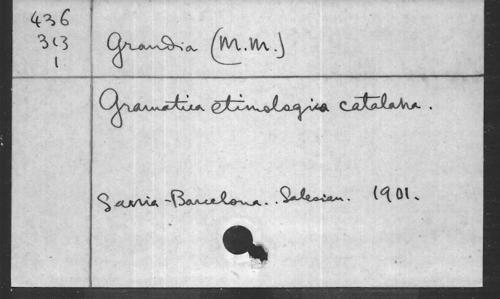 436
313
1
Grandia (M.M.)
Gramatica etimologica catalana.
Sarria-Barcelona.. Salesian. 1901.